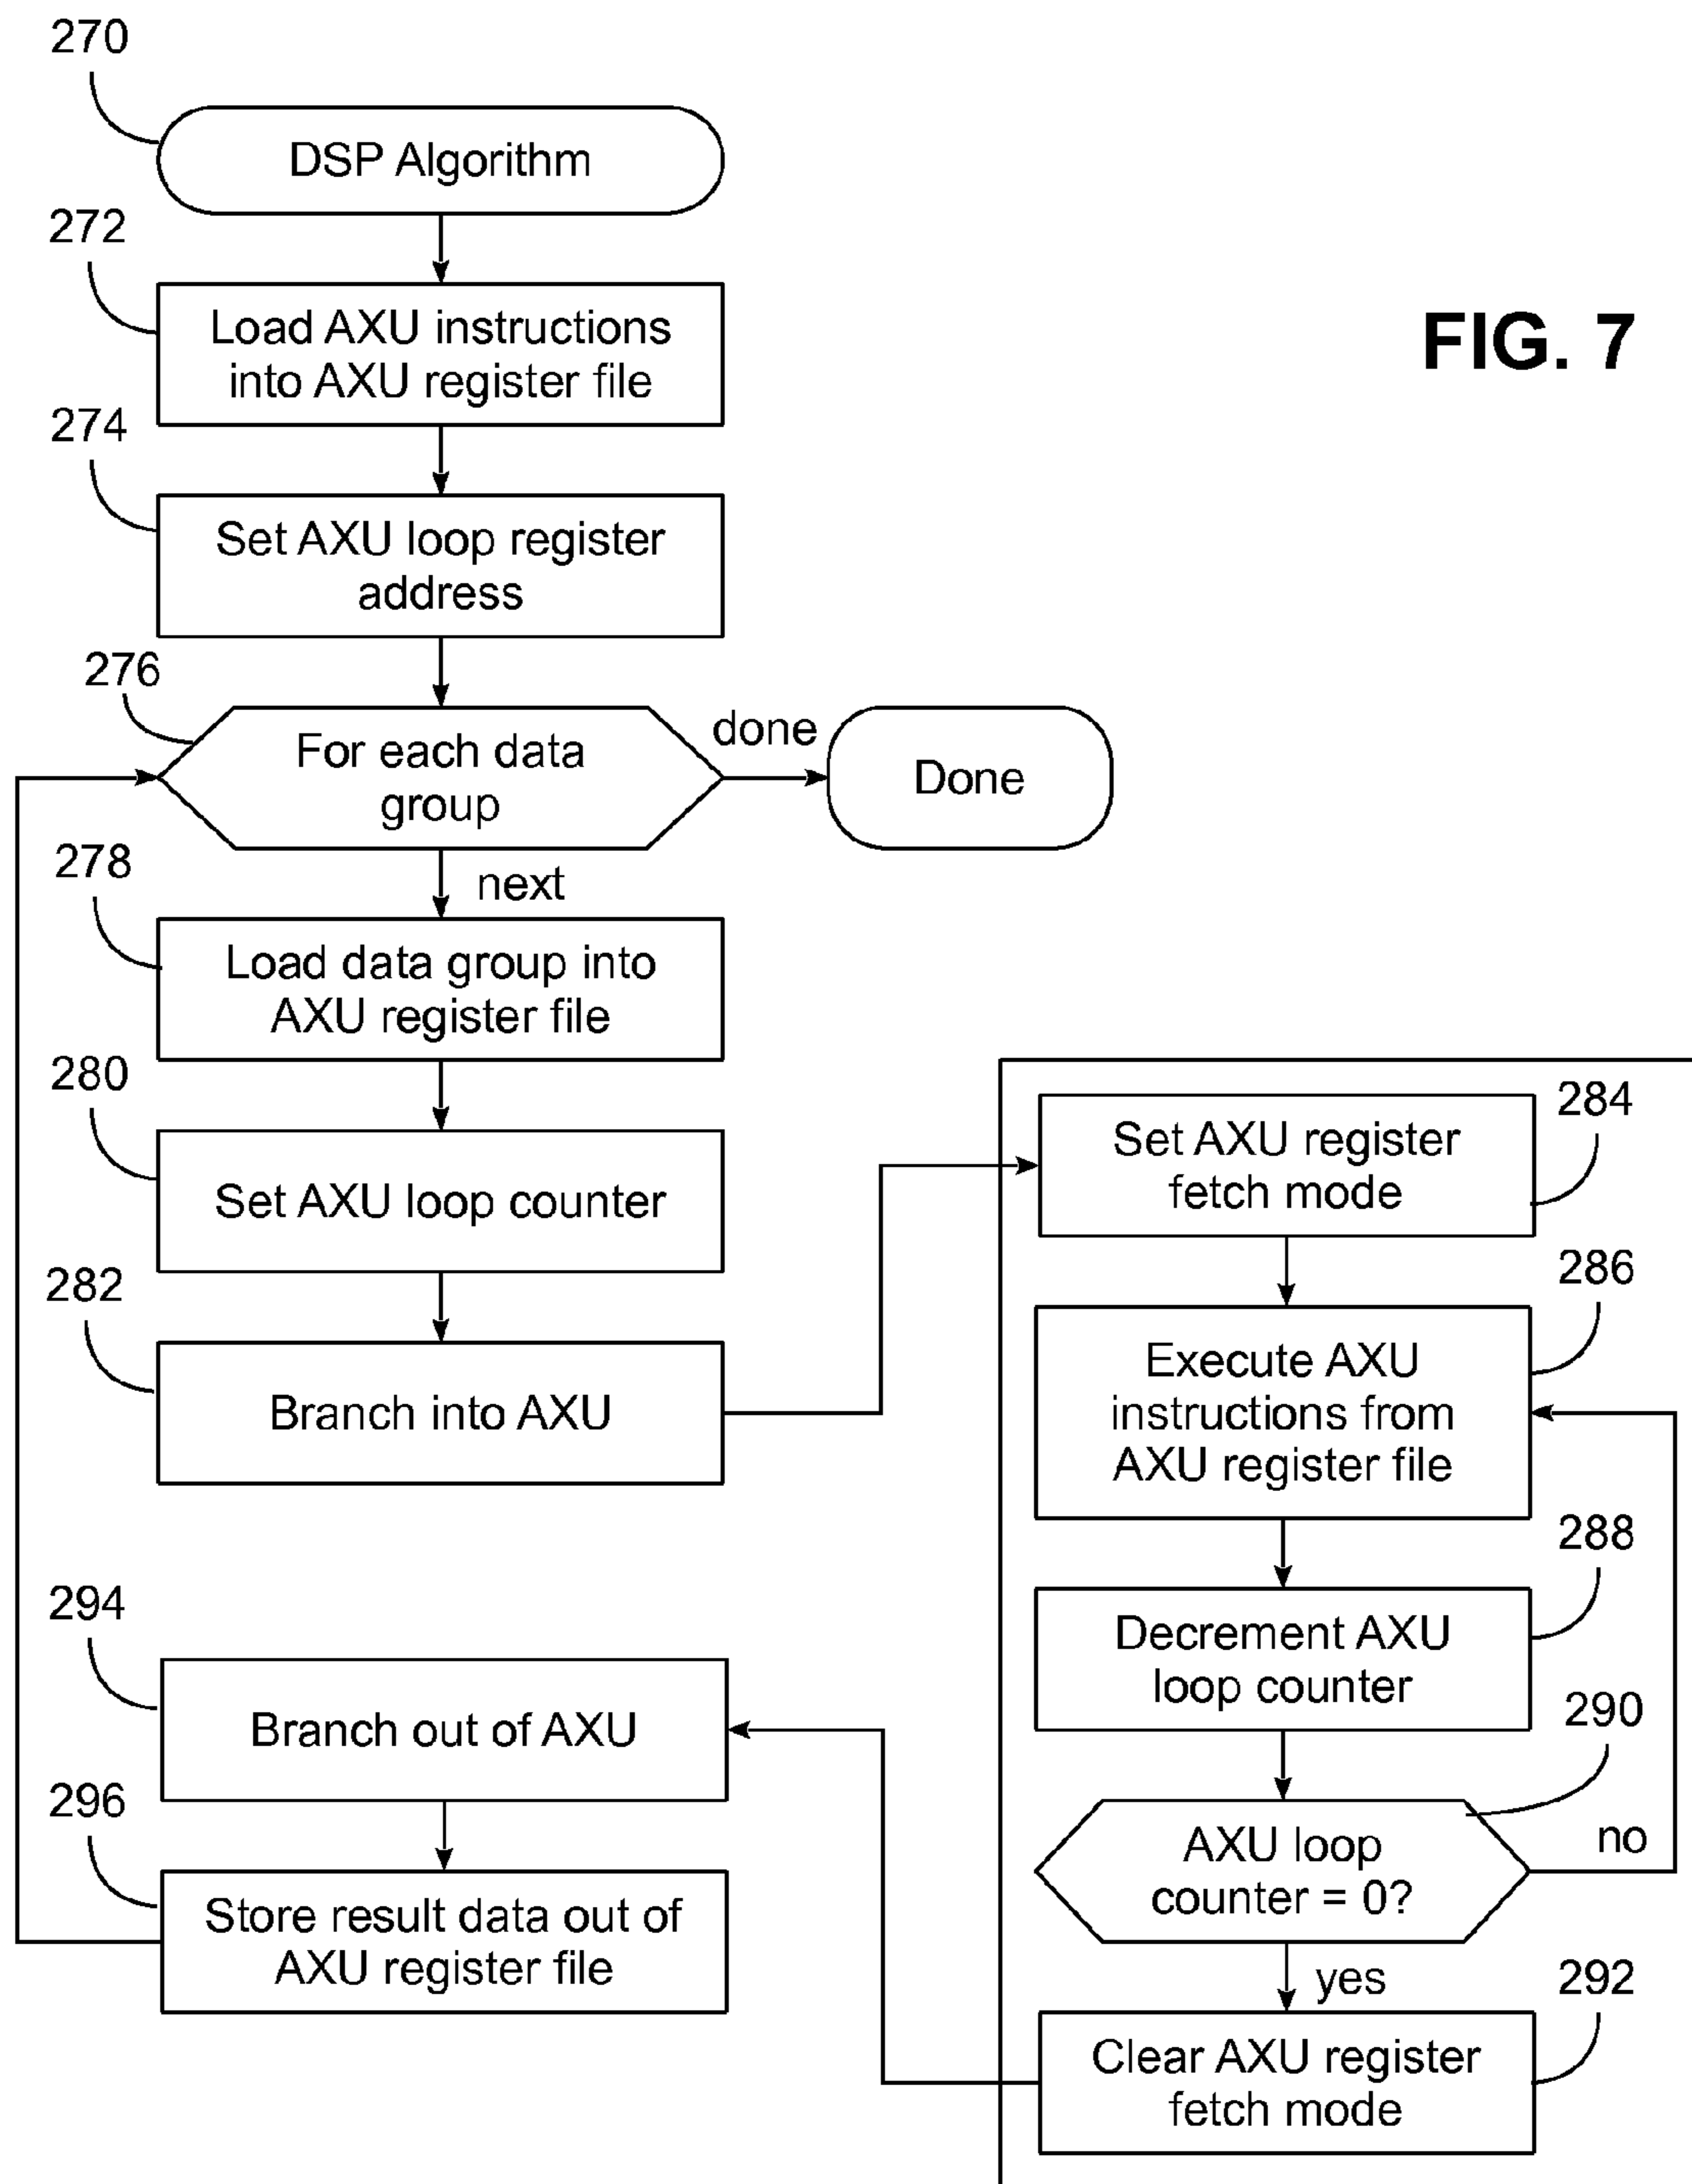 270
DSP Algorithm
272
Load AXU instructions
into AXU register file
FIG. 7
274
Set AXU loop register
address
276
For each data
group
done
Done
next
278
Load data group into
AXU register file
280
Set AXU loop counter
282
Branch into AXU
284
Set AXU register
fetch mode
286
Execute AXU
instructions from
AXU register file
288
Decrement AXU
loop counter
290
AXU loop
counter = 0?
no
yes
292
Clear AXU register
fetch mode
294
Branch out of AXU
296
Store result data out of
AXU register file